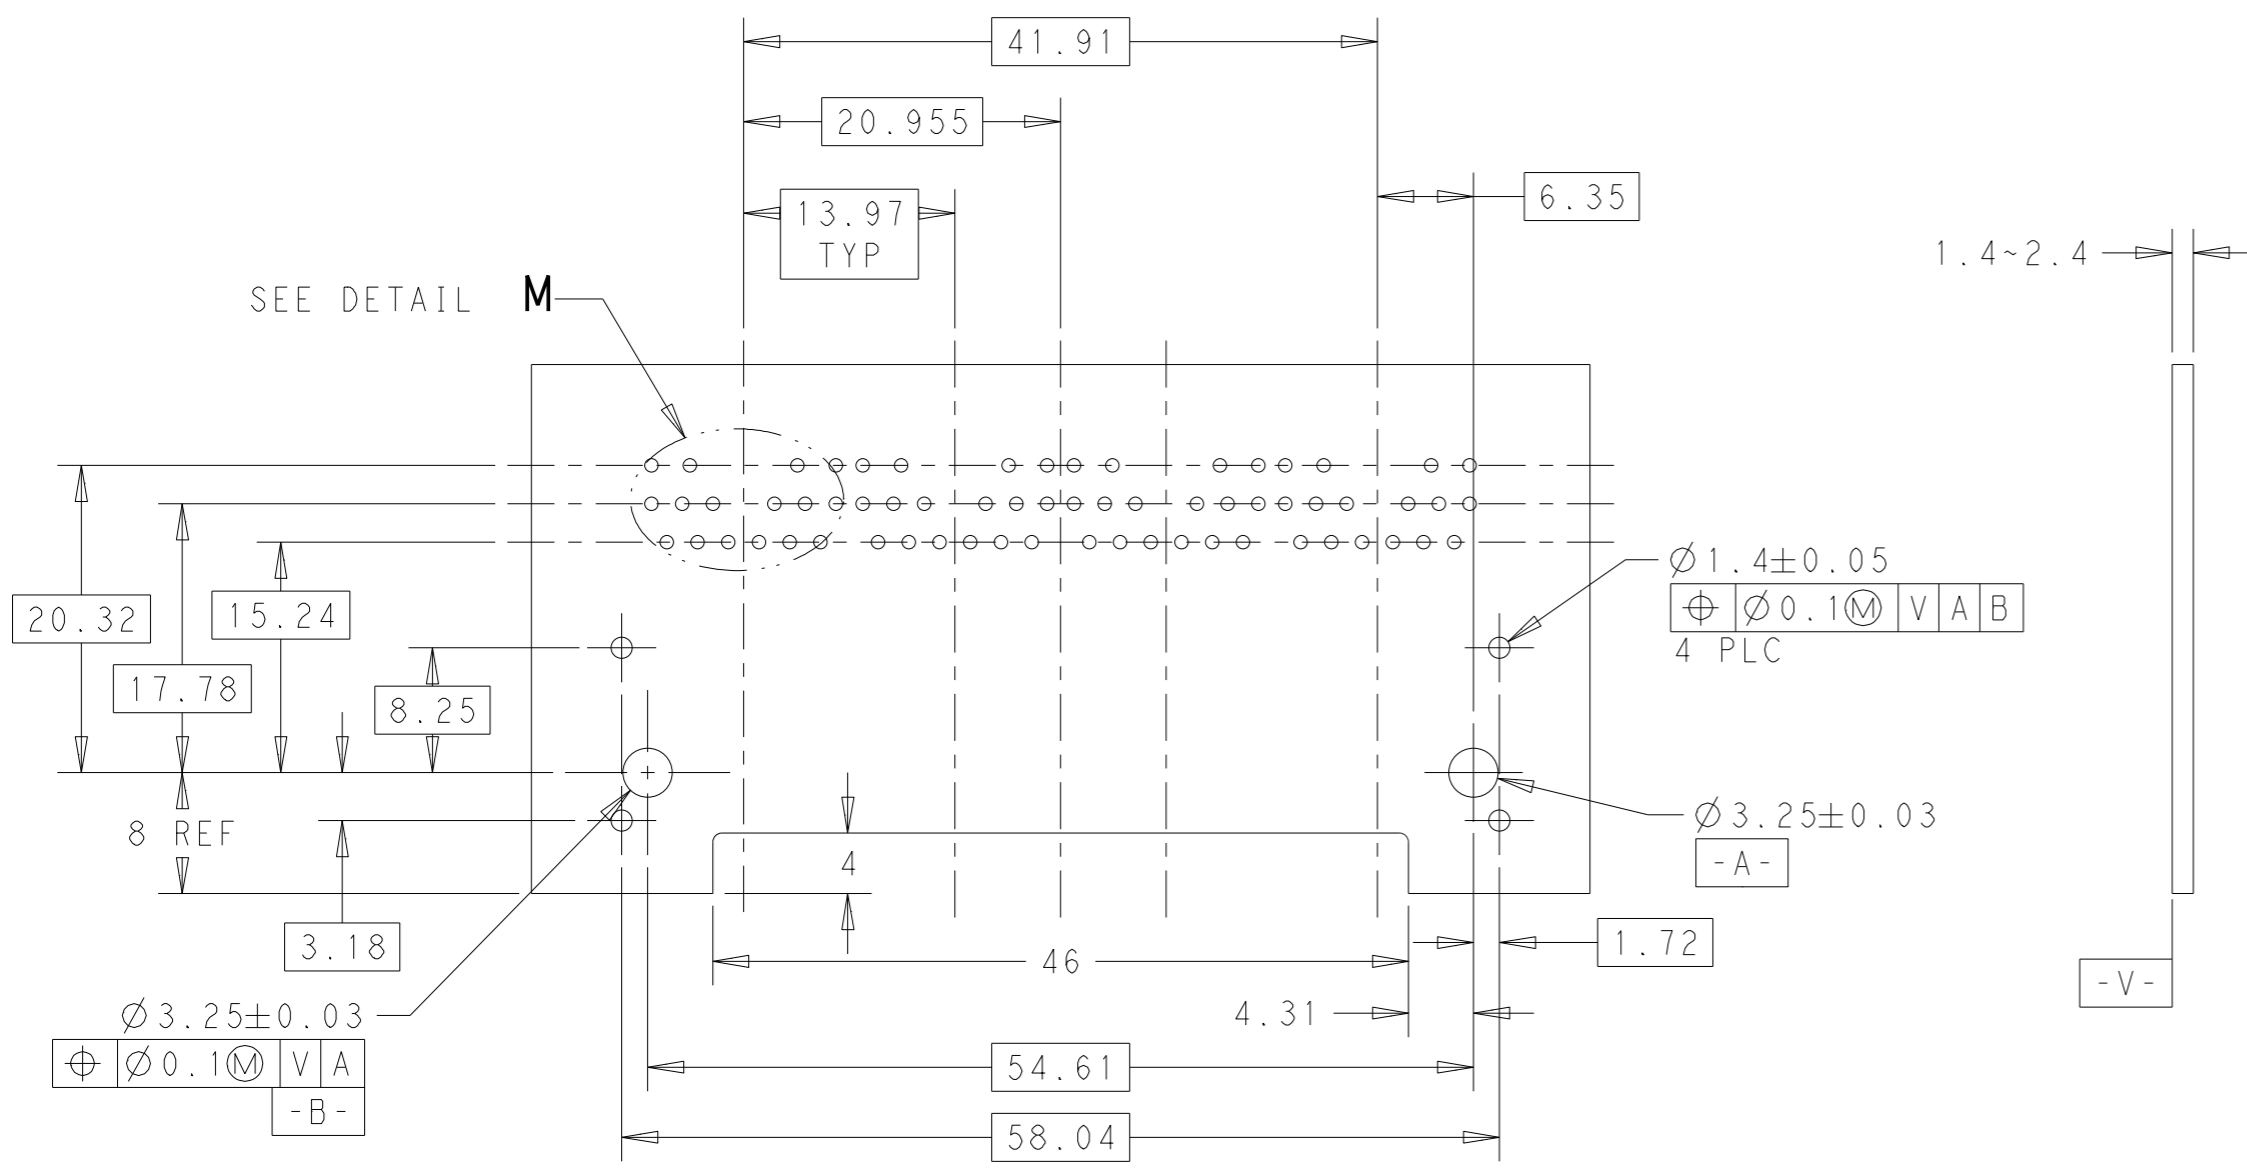 41.91
20.955
13.97
TYP
6.35
1.4~2.4
SEE DETAIL M
20.32
15.24
17.78
8.25
Ø1.4±0.05
⌖ Ø0.1Ⓜ V A B
4 PLC
8 REF
4
Ø3.25±0.03
-A-
3.18
46
1.72
-V-
Ø3.25±0.03
4.31
⌖ Ø0.1Ⓜ V A
54.61
-B-
58.04